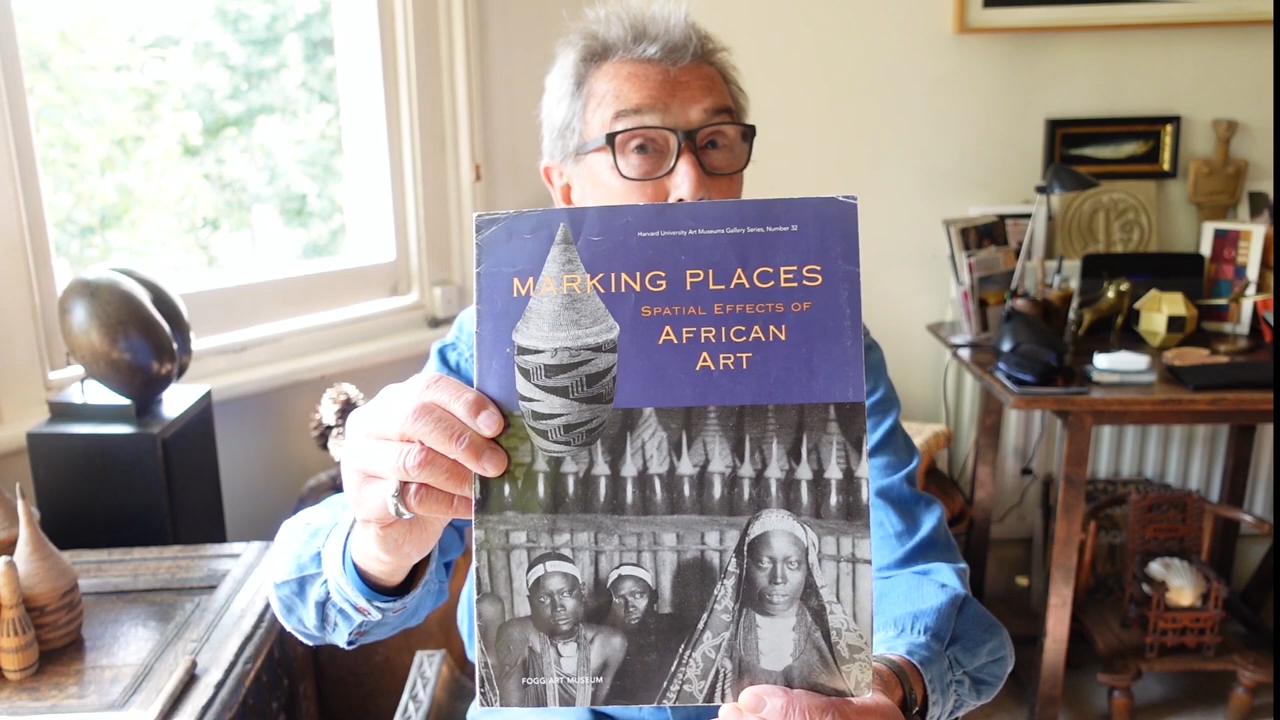 Harvard University Art Museums Gallery Series, Number 32
MARKING PLACES
SPATIAL EFFECTS OF
AFRICAN
ART
FOGG ART MUSEUM